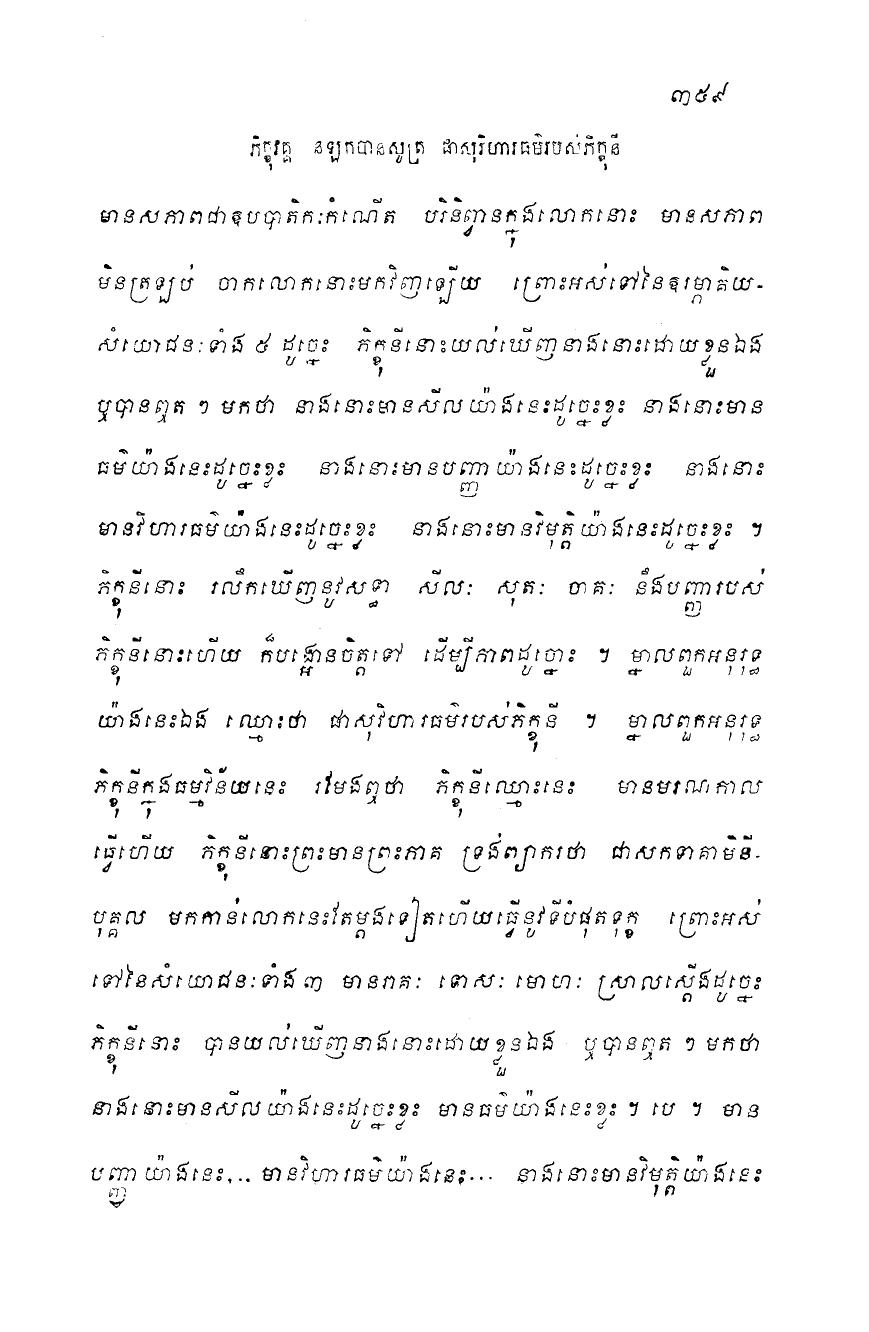 ៣៥៩
ភិក្ខុវគ្គ នឡកបានសូត្រ ផាសុវិហារធម៌របស់ភិក្ខុនី
មានសភាពជាឧបបាតិកៈកំណើត បរិនិព្វានក្នុងលោកនោះ មានសភាព
មិនត្រឡប់ ចាកលោកនោះមកវិញឡើយ ព្រោះអស់ទៅនៃឧរម្ភាគិយ-
សំយោជនៈទាំង ៥ ដូច្នេះ ភិក្ខុនីនោះយល់ឃើញនាងនោះដោយខ្លួនឯង
ឬបានឮត ៗ មកថា នាងនោះមានសីលយ៉ាងនេះដូច្នេះខ្លះ នាងនោះមាន
ធម៌យ៉ាងនេះដូច្នេះខ្លះ នាងនោះមានបញ្ញាយ៉ាងនេះដូច្នេះខ្លះ នាងនោះ
មានវិហារធម៌យ៉ាងនេះដូច្នេះខ្លះ នាងនោះមានវិមុត្តិយ៉ាងនេះដូច្នេះខ្លះ ។
ភិក្ខុនីនោះ រលឹកឃើញនូវសទ្ធា សីលៈ សុតៈ ចាគៈ នឹងបញ្ញារបស់
ភិក្ខុនីនោះហើយ ក៏បង្អោនចិត្តទៅ ដើម្បីភាពដូច្នោះ ។ ម្នាលពួកអនុរុទ្ធ
យ៉ាងនេះឯង ឈ្មោះថា ផាសុវិហារធម៌របស់ភិក្ខុនី ។ ម្នាលពួកអនុរុទ្ធ
ភិក្ខុនីក្នុងធម្មវិន័យនេះ រមែងឮថា ភិក្ខុនីឈ្មោះនេះ មានមរណកាល
ធ្វើហើយ ភិក្ខុនីនោះព្រះមានព្រះភាគ ទ្រង់ព្យាករថា ជាសកទាគាមិនី-
បុគ្គល មកកាន់លោកនេះតែម្តងទៀតហើយធ្វើនូវទីបំផុតទុក្ខ ព្រោះអស់
ទៅនៃសំយោជនៈទាំង ៣ មានរាគៈ ទោសៈ មោហៈ ស្រាលស្តើងដូច្នេះ
ភិក្ខុនីនោះ បានយល់ឃើញនាងនោះដោយខ្លួនឯង ឬបានឮត ៗ មកថា
នាងនោះមានសីលយ៉ាងនេះដូច្នេះខ្លះ មានធម៌យ៉ាងនេះខ្លះ ។ បេ ។ មាន
បញ្ញាយ៉ាងនេះ... មានវិហារធម៌យ៉ាងនេះ... នាងនោះមានវិមុត្តិយ៉ាងនេះ